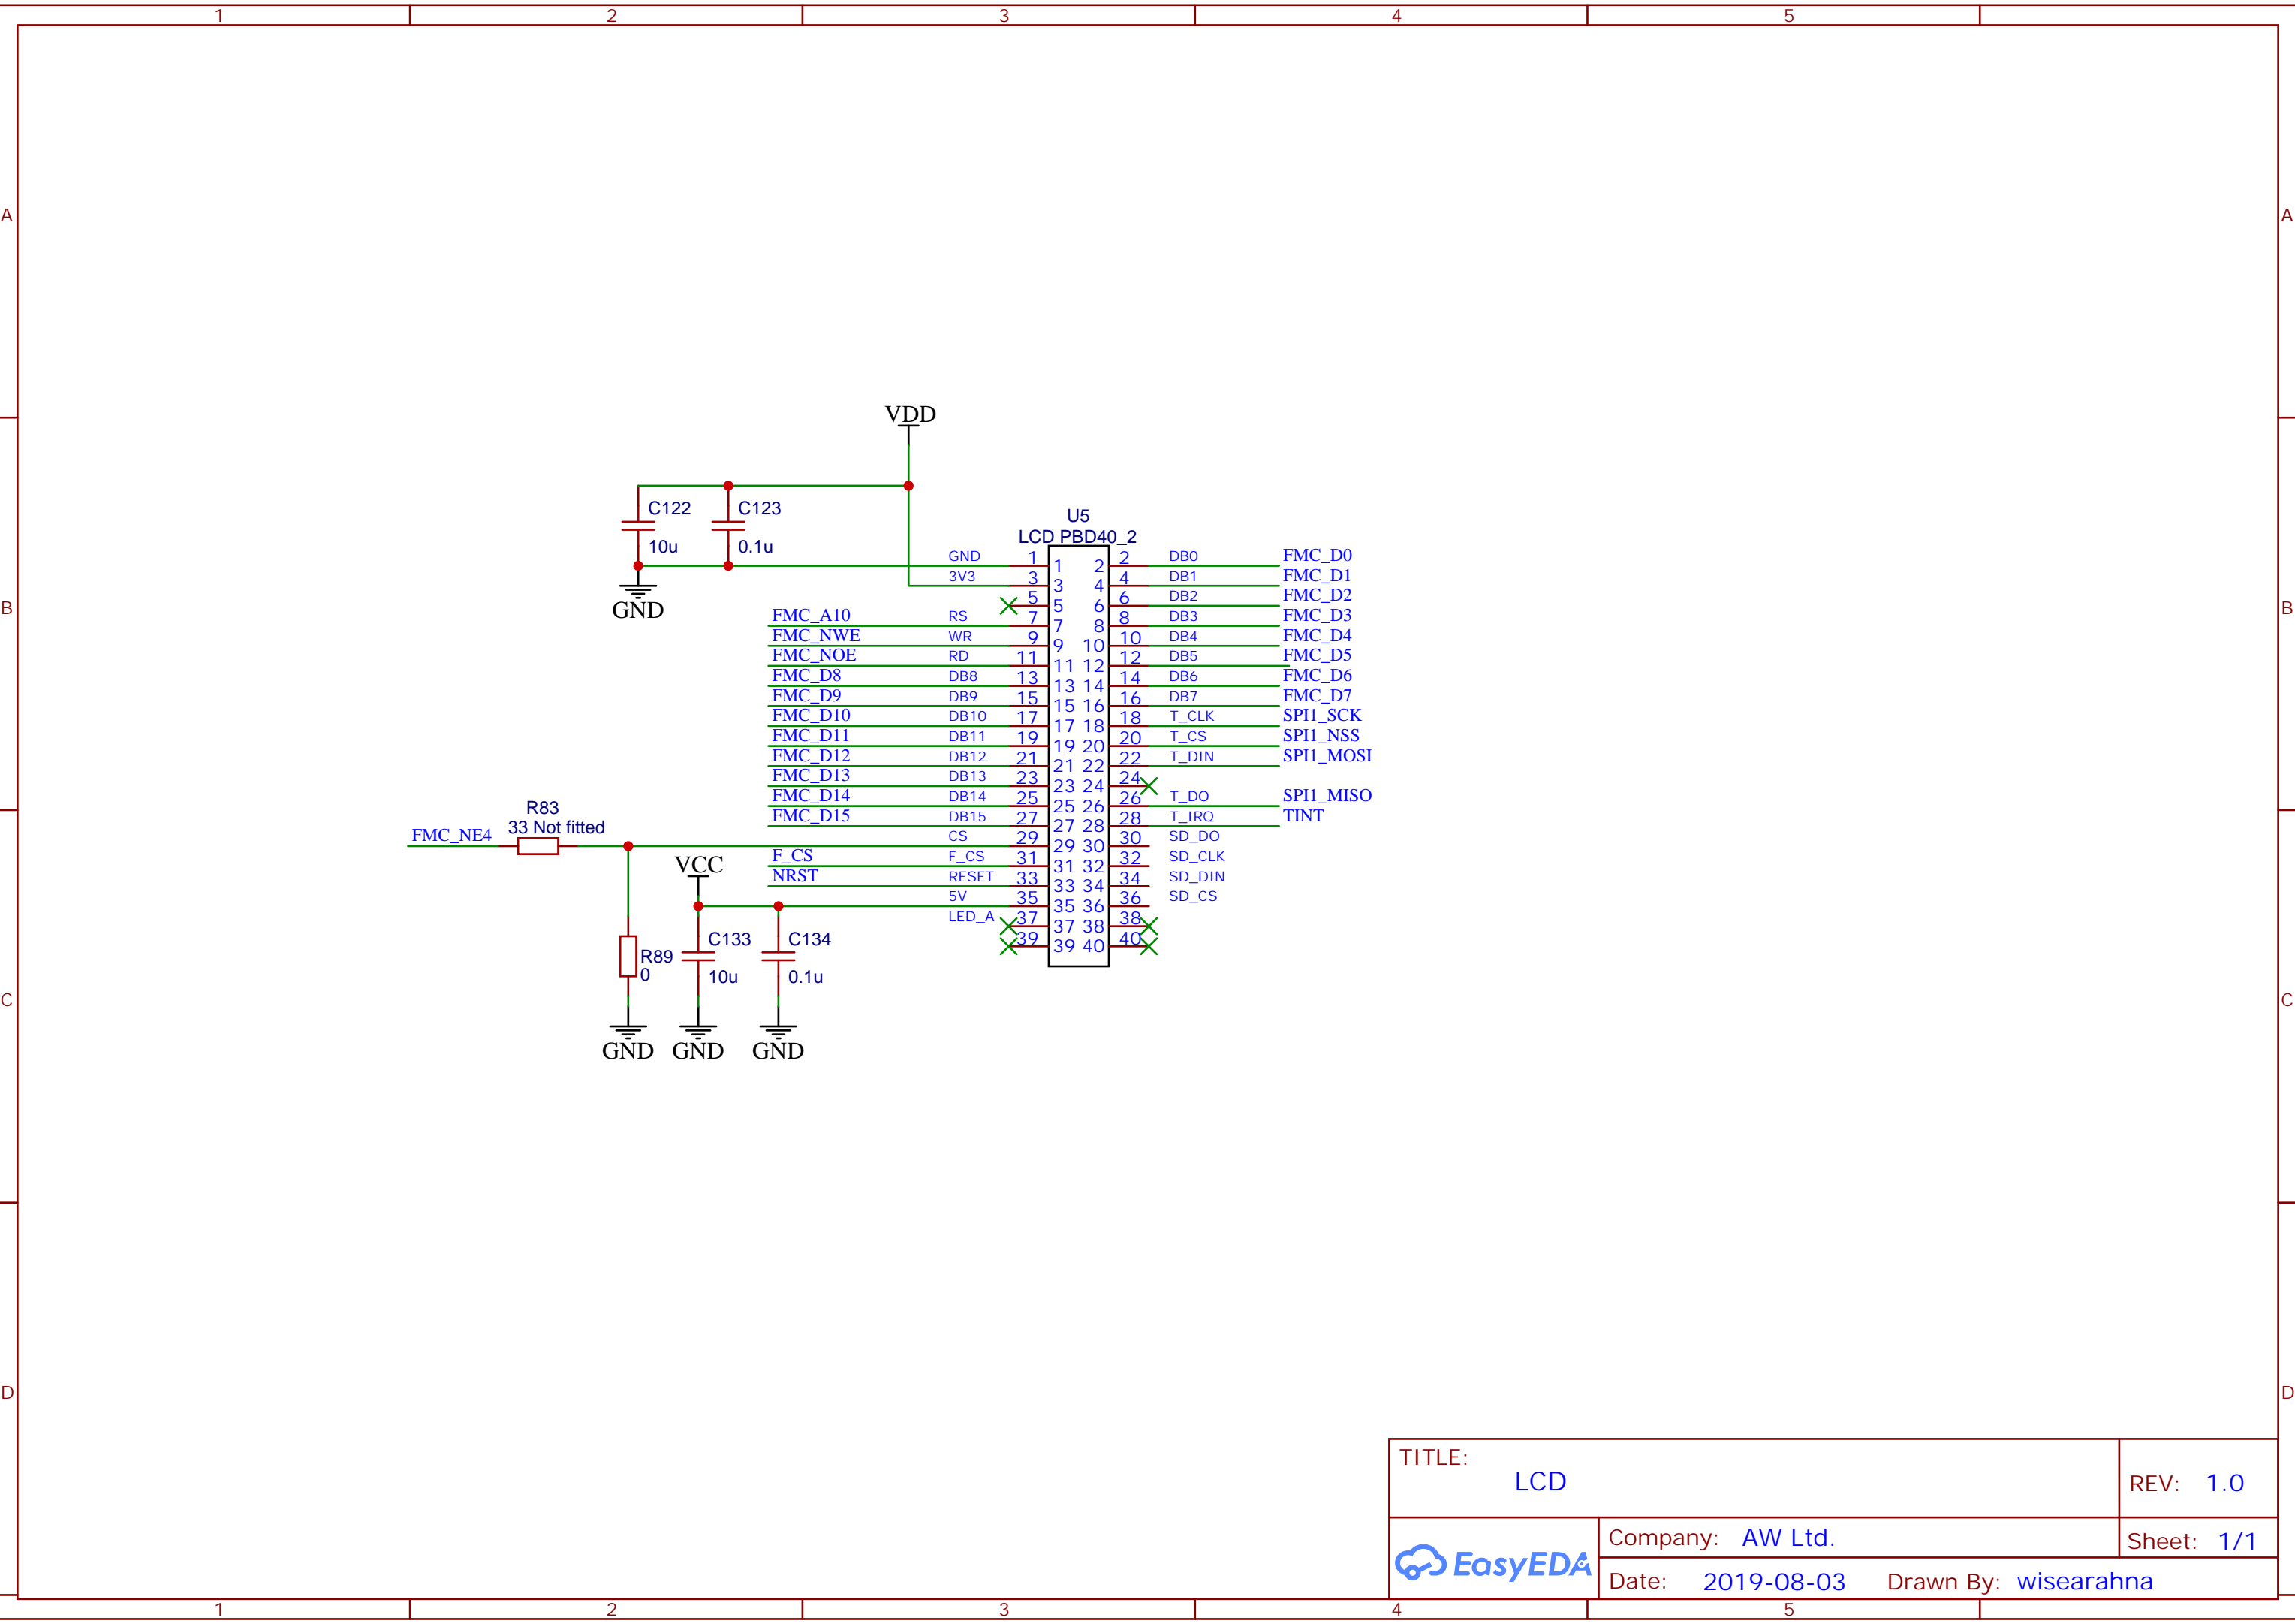 1 2 3 4 5
A A
VDD
C122 C123
10u 0.1u
U5
LCD PBD40_2
GND 1 1 2 2 DB0 FMC_D0
3V3 3 3 4 4 DB1 FMC_D1
5 5 6 6 DB2 FMC_D2
GND
B B
FMC_A10 RS 7 7 8 8 DB3 FMC_D3
FMC_NWE WR 9 9 10 10 DB4 FMC_D4
FMC_NOE RD 11 11 12 12 DB5 FMC_D5
FMC_D8 DB8 13 13 14 14 DB6 FMC_D6
FMC_D9 DB9 15 15 16 16 DB7 FMC_D7
FMC_D10 DB10 17 17 18 18 T_CLK SPI1_SCK
FMC_D11 DB11 19 19 20 20 T_CS SPI1_NSS
FMC_D12 DB12 21 21 22 22 T_DIN SPI1_MOSI
FMC_D13 DB13 23 23 24 24
FMC_D14 DB14 25 25 26 26 T_DO SPI1_MISO
FMC_D15 DB15 27 27 28 28 T_IRQ TINT
R83
33 Not fitted
FMC_NE4 CS 29 29 30 30 SD_DO
VCC
F_CS F_CS 31 31 32 32 SD_CLK
NRST RESET 33 33 34 34 SD_DIN
5V 35 35 36 36 SD_CS
LED_A 37 37 38 38
39 39 40 40
R89
0
C133 C134
10u 0.1u
GND GND GND
C C
D D
TITLE:
LCD
REV: 1.0
EasyEDA
Company: AW Ltd.
Sheet: 1/1
Date: 2019-08-03 Drawn By: wisearahna
1 2 3 4 5